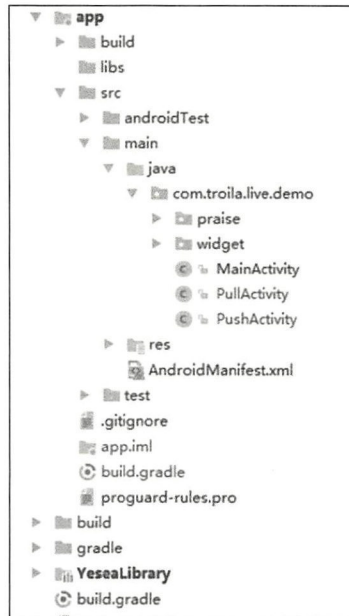 app
build
libs
src
androidTest
main
java
com.troila.live.demo
praise
widget
MainActivity
PullActivity
PushActivity
res
AndroidManifest.xml
test
.gitignore
app.iml
build.gradle
proguard-rules.pro
build
gradle
YeseaLibrary
build.gradle